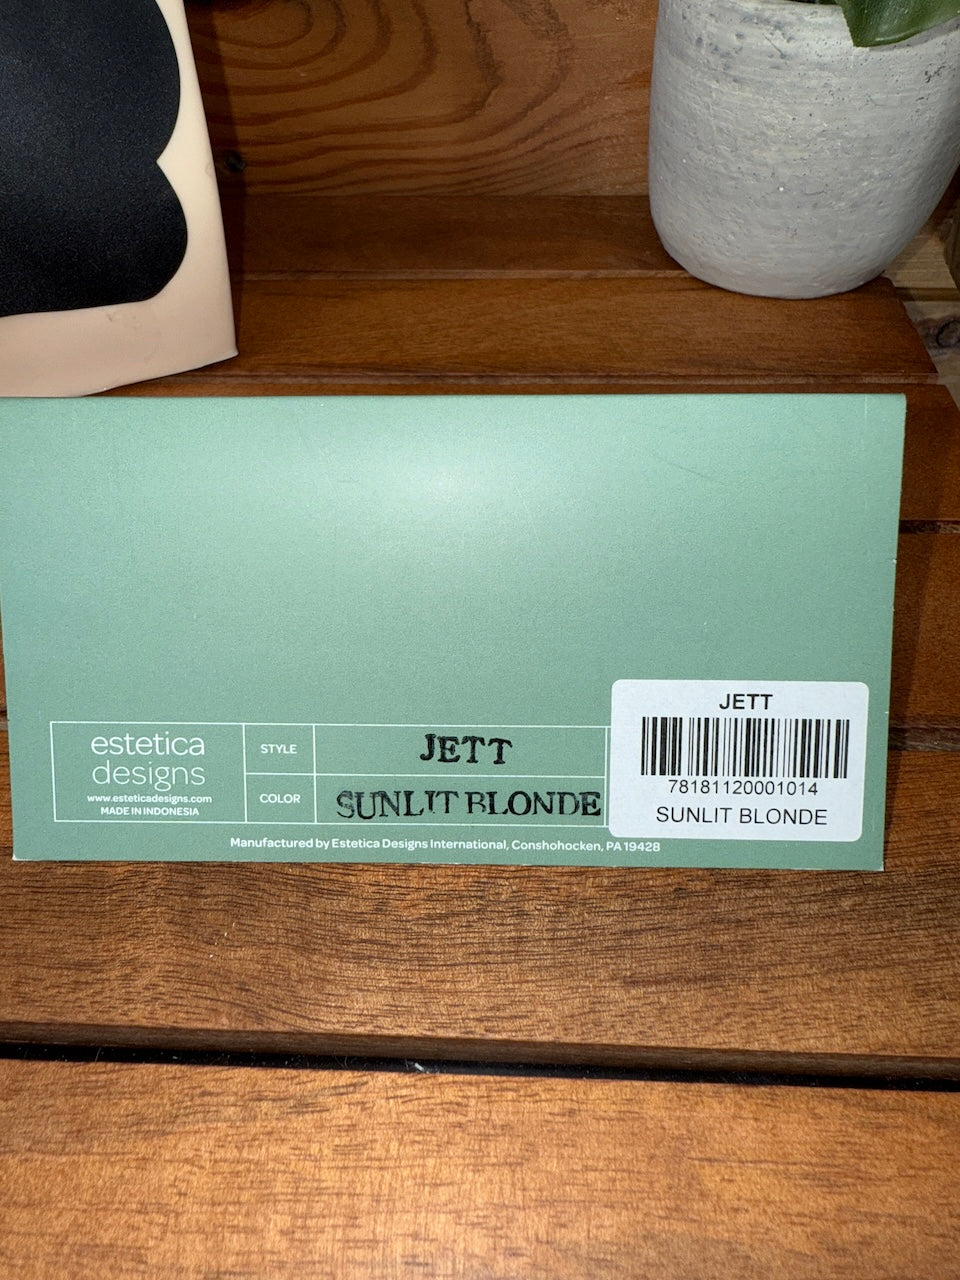 estetica
designs
www.esteticadesigns.com
MADE IN INDONESIA
STYLE
JETT
COLOR
SUNLIT BLONDE
JETT
78181120001014
SUNLIT BLONDE
Manufactured by Estetica Designs International, Conshohocken, PA 19428